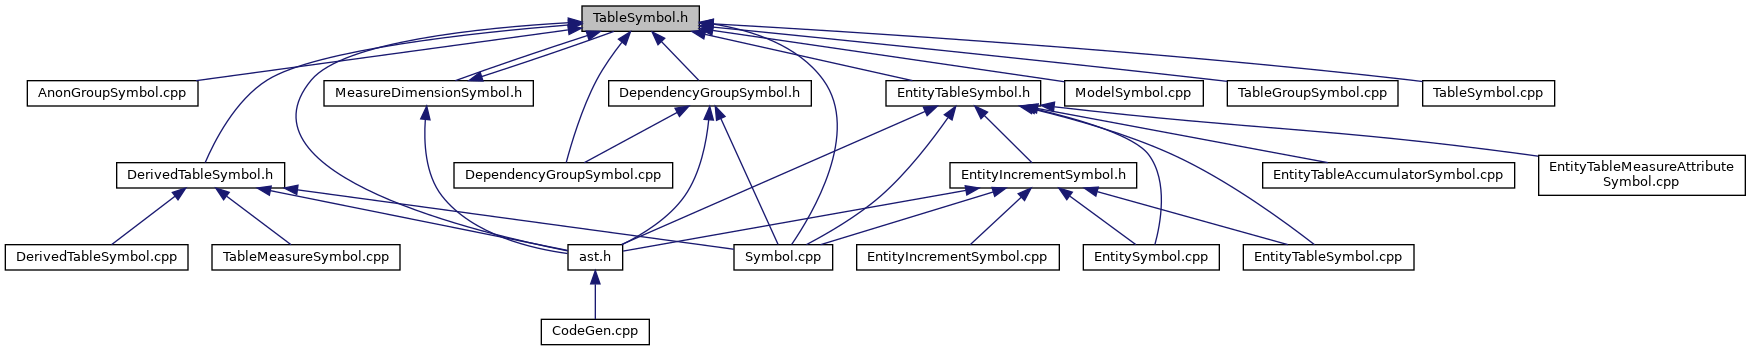 TableSymbol.h
AnonGroupSymbol.cpp
MeasureDimensionSymbol.h
DependencyGroupSymbol.h
EntityTableSymbol.h
ModelSymbol.cpp
TableGroupSymbol.cpp
TableSymbol.cpp
DerivedTableSymbol.h
DependencyGroupSymbol.cpp
EntityIncrementSymbol.h
EntityTableAccumulatorSymbol.cpp
EntityTableMeasureAttribute
Symbol.cpp
DerivedTableSymbol.cpp
TableMeasureSymbol.cpp
ast.h
Symbol.cpp
EntityIncrementSymbol.cpp
EntitySymbol.cpp
EntityTableSymbol.cpp
CodeGen.cpp